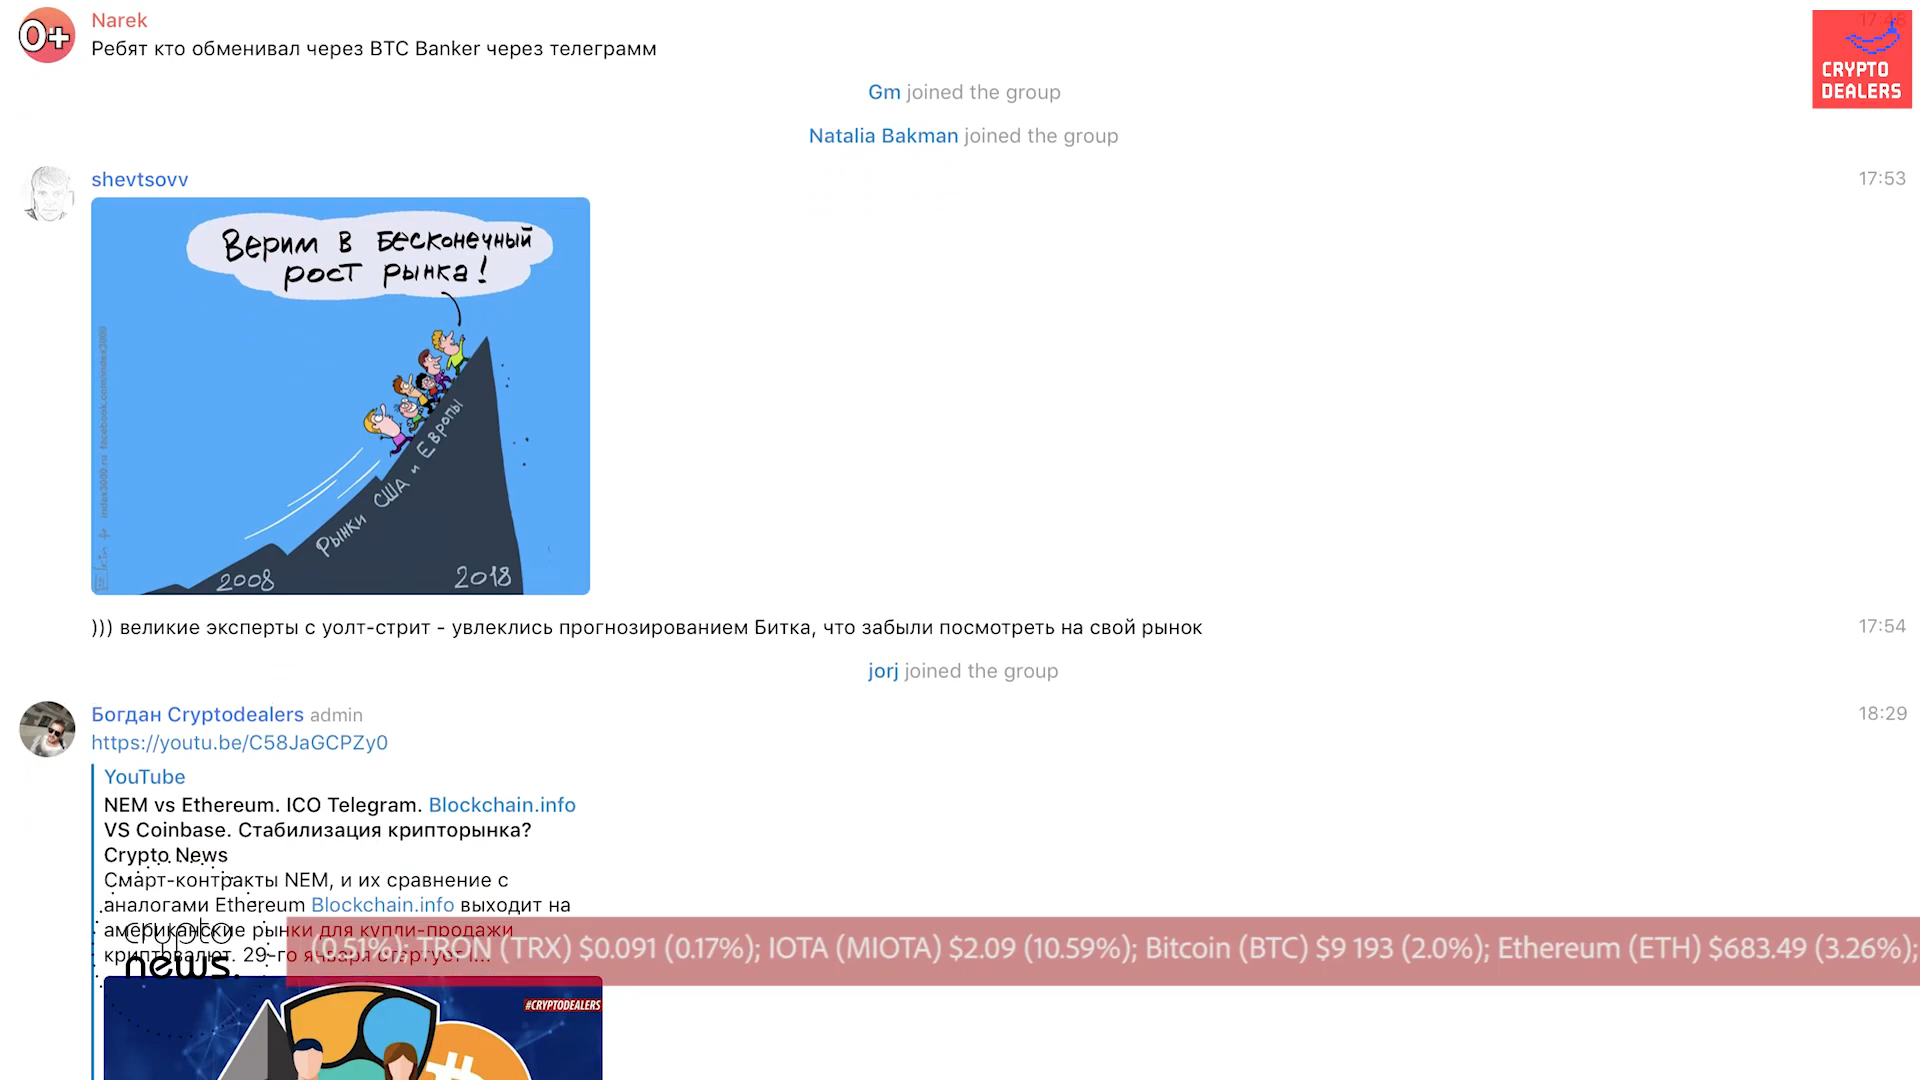 0+
Narek
Ребят кто обменивал через BTC Banker через телеграмм
CRYPTO
DEALERS
Gm joined the group
Natalia Bakman joined the group
shevtsovv
17:53
Верим в бесконечный
рост рынка!
index3000.ru facebook.com/index3000
Рынки США и Европы
2008
2018
))) великие эксперты с уолт-стрит - увлеклись прогнозированием Битка, что забыли посмотреть на свой рынок
17:54
jorj joined the group
Богдан Cryptodealers admin
18:29
https://youtu.be/C58JaGCPZy0
YouTube
NEM vs Ethereum. ICO Telegram. Blockchain.info
VS Coinbase. Стабилизация крипторынка?
Crypto News
Смарт-контракты NEM, и их сравнение с
аналогами Ethereum Blockchain.info выходит на
американские рынки для купли-продажи
криптовалют. 29-го января стартует I...
crypto
news.
(0.51%); TRON (TRX) $0.091 (0.17%); IOTA (MIOTA) $2.09 (10.59%); Bitcoin (BTC) $9 193 (2.0%); Ethereum (ETH) $683.49 (3.26%);
#CRYPTODEALERS